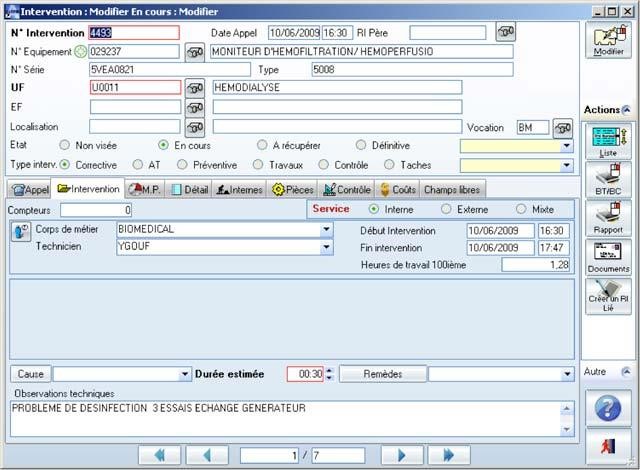 Intervention : Modifier En cours : Modifier
N° Intervention 4493 Date Appel 10/06/2009 16:30 RI Père
N° Equipement 029237 MONITEUR D'HEMOFILTRATION/ HEMOPERFUSIO
N° Série 5VEA0821 Type 5008
UF U0011 HEMODIALYSE
EF
Localisation Vocation BM
Etat Non visée En cours A récupérer Définitive
Type interv. Corrective AT Préventive Travaux Contrôle Taches
Appel Intervention M.P. Détail Internes Pièces Contrôle Coûts Champs libres
Compteurs 0 Service Interne Externe Mixte
Corps de métier BIOMEDICAL Début Intervention 10/06/2009 16:30
Technicien YGOUF Fin intervention 10/06/2009 17:47
Heures de travail 100ième 1,28
Cause Durée estimée 00:30 Remèdes
Observations techniques
PROBLEME DE DESINFECTION 3 ESSAIS ECHANGE GENERATEUR
1 / 7
Modifier
Actions
Liste
BT/BC
Rapport
Documents
Créer un RI
Lié
Autre